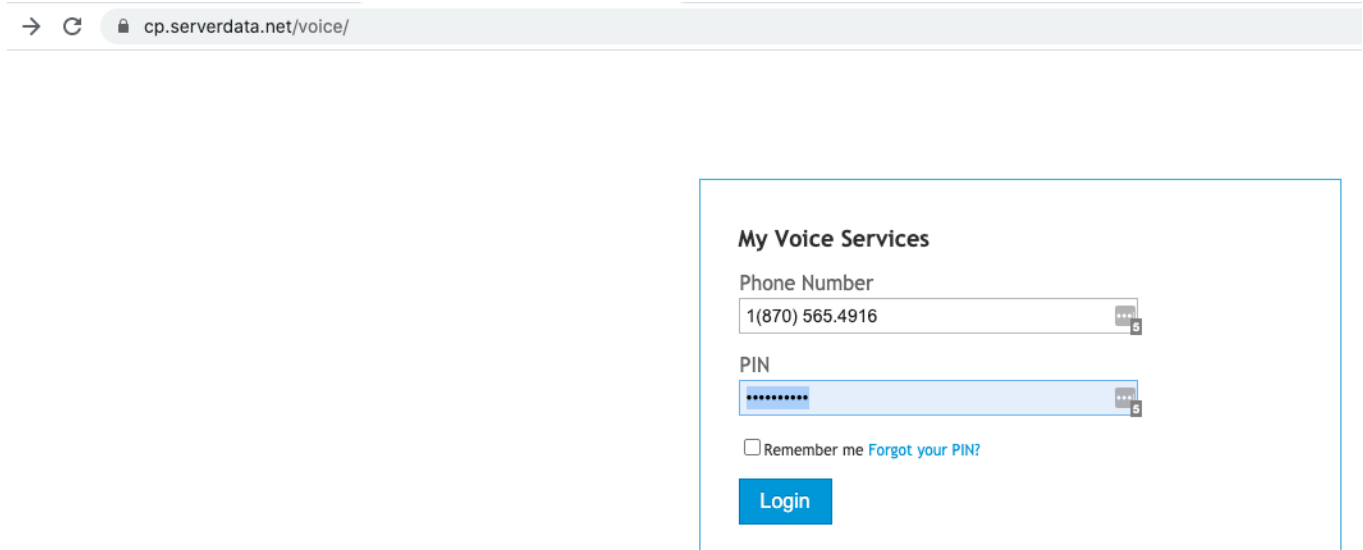 cp.serverdata.net/voice/
My Voice Services
Phone Number
1(870) 565.4916
5
PIN
••••••••••
5
Remember me Forgot your PIN?
Login